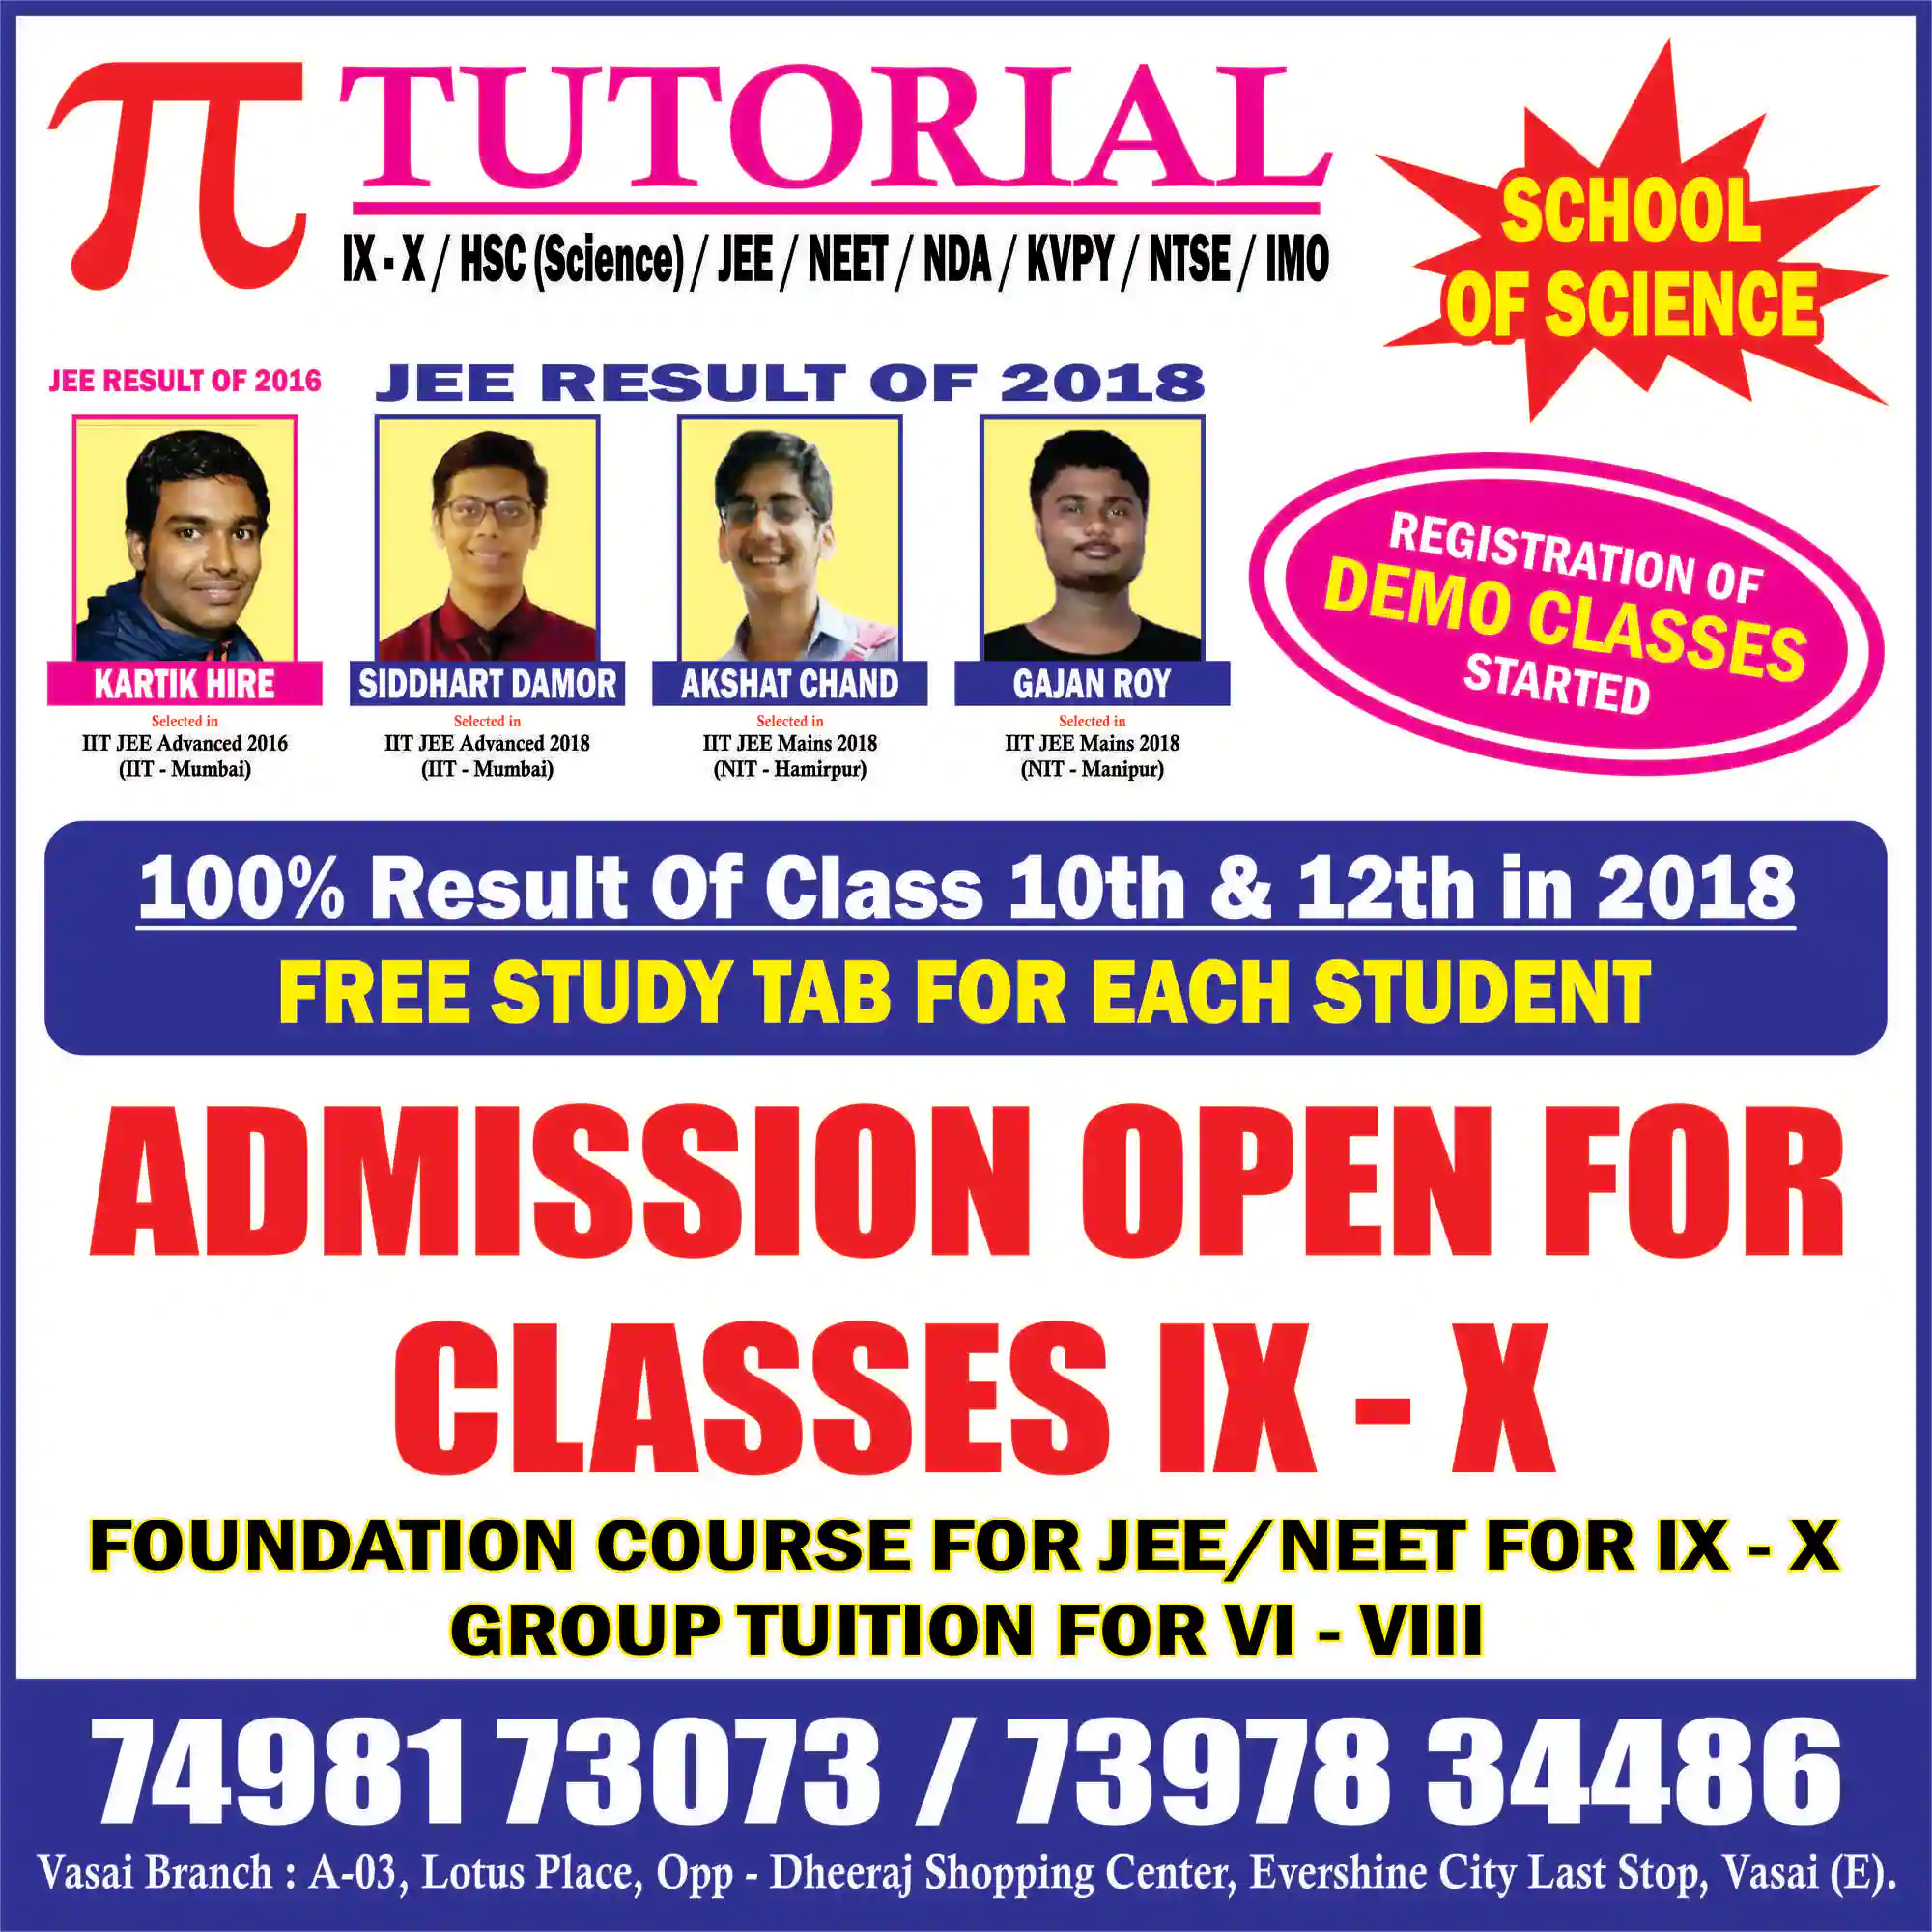 π TUTORIAL
IX - X / HSC (Science) / JEE / NEET / NDA / KVPY / NTSE / IMO
SCHOOL
OF SCIENCE
JEE RESULT OF 2016
JEE RESULT OF 2018
KARTIK HIRE
Selected in
IIT JEE Advanced 2016
(IIT - Mumbai)
SIDDHART DAMOR
Selected in
IIT JEE Advanced 2018
(IIT - Mumbai)
AKSHAT CHAND
Selected in
IIT JEE Mains 2018
(NIT - Hamirpur)
GAJAN ROY
Selected in
IIT JEE Mains 2018
(NIT - Manipur)
REGISTRATION OF
DEMO CLASSES
STARTED
100% Result Of Class 10th & 12th in 2018
FREE STUDY TAB FOR EACH STUDENT
ADMISSION OPEN FOR
CLASSES IX - X
FOUNDATION COURSE FOR JEE/NEET FOR IX - X
GROUP TUITION FOR VI - VIII
74981 73073 / 73978 34486
Vasai Branch : A-03, Lotus Place, Opp - Dheeraj Shopping Center, Evershine City Last Stop, Vasai (E).